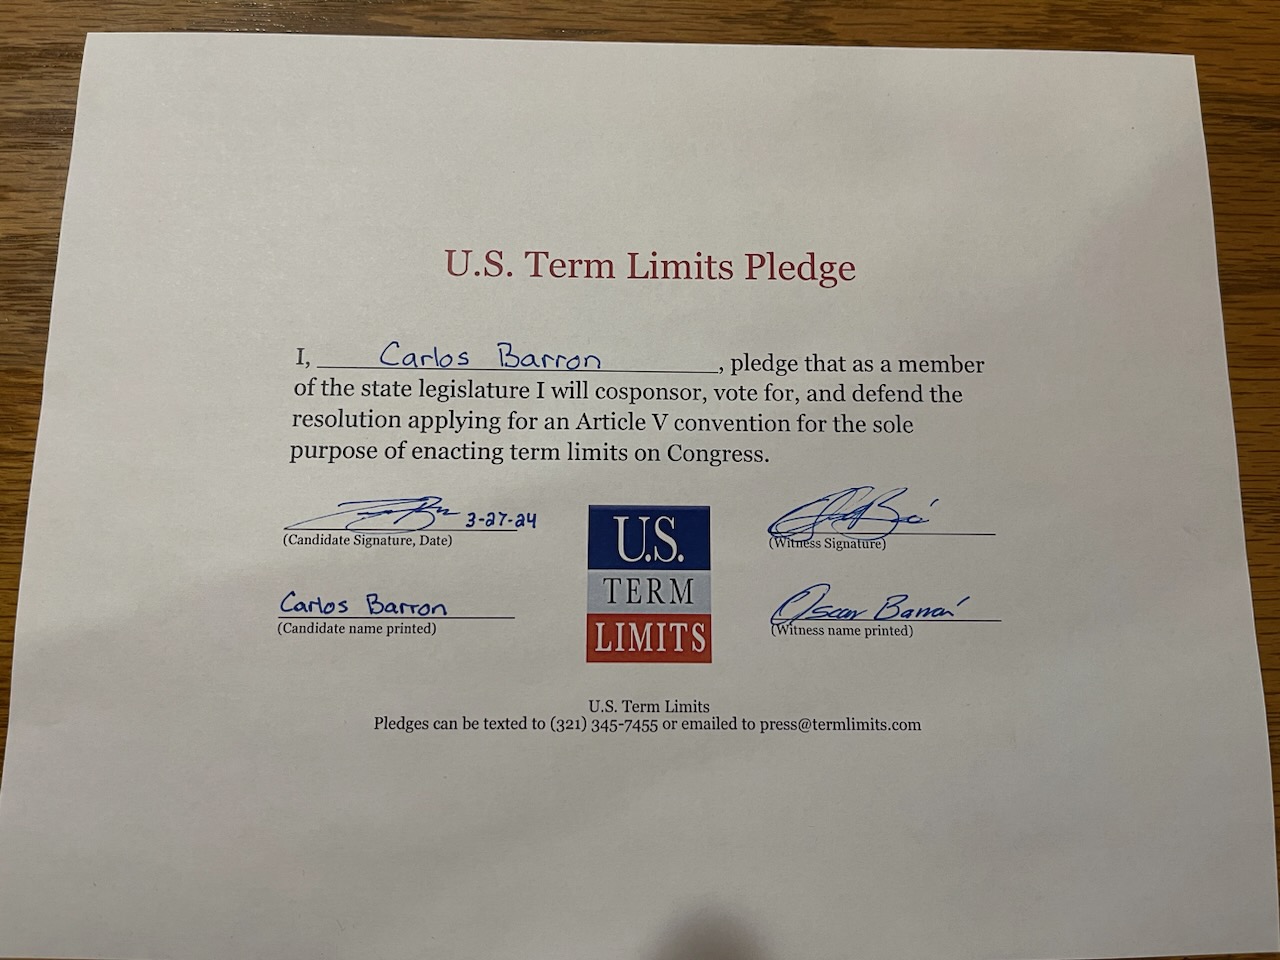 U.S. Term Limits Pledge
I, Carlos Barron, pledge that as a member
of the state legislature I will cosponsor, vote for, and defend the
resolution applying for an Article V convention for the sole
purpose of enacting term limits on Congress.
3-27-24
(Candidate Signature, Date)
(Witness Signature)
Carlos Barron
(Candidate name printed)
Oscar
(Witness name printed)
U.S.
TERM
LIMITS
U.S. Term Limits
Pledges can be texted to (321) 345-7455 or emailed to press@termlimits.com